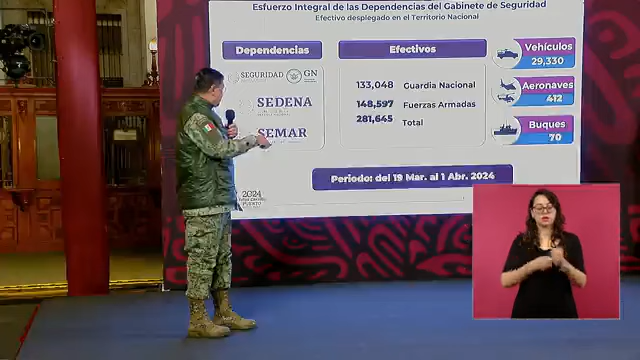 Esfuerzo Integral de las Dependencias del Gabinete de Seguridad
Efectivo desplegado en el Territorio Nacional
Dependencias
SEGURIDAD GN
SEDENA
SEMAR
Efectivos
133,048 Guardia Nacional
148,597 Fuerzas Armadas
281,645 Total
Vehículos
29,330
Aeronaves
412
Buques
70
Periodo: del 19 Mar. al 1 Abr. 2024
2024